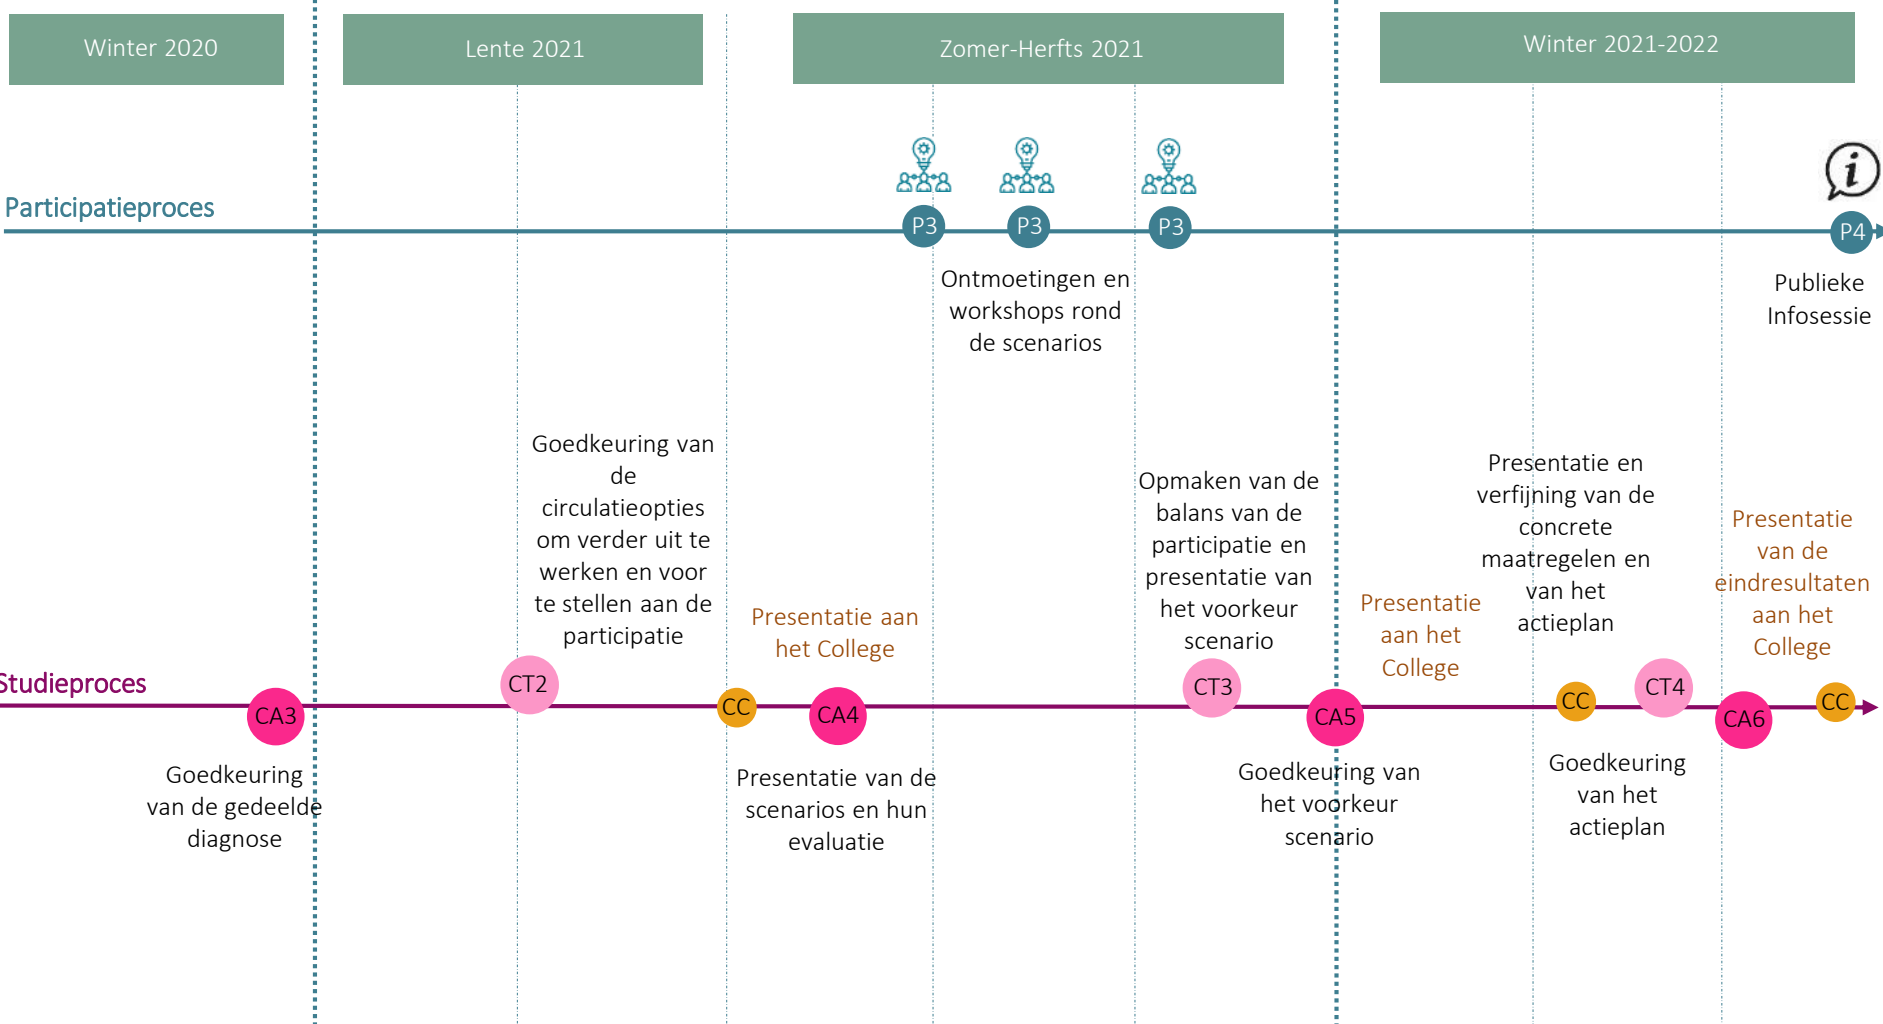 Winter 2020
Lente 2021
Zomer-Herfts 2021
Winter 2021-2022
Participatieproces
P3
P3
P3
P4
Ontmoetingen en
workshops rond
de scenarios
Publieke
Infosessie
Goedkeuring van
de
circulatieopties
om verder uit te
werken en voor
te stellen aan de
participatie
Presentatie aan
het College
Opmaken van de
balans van de
participatie en
presentatie van
het voorkeur
scenario
Presentatie
aan het
College
Presentatie en
verfijning van de
concrete
maatregelen en
van het
actieplan
Presentatie
van de
eindresultaten
aan het
College
Studieproces
CA3
CT2
CC
CA4
CT3
CA5
CC
CT4
CA6
CC
Goedkeuring
van de gedeelde
diagnose
Presentatie van de
scenarios en hun
evaluatie
Goedkeuring van
het voorkeur
scenario
Goedkeuring
van het
actieplan